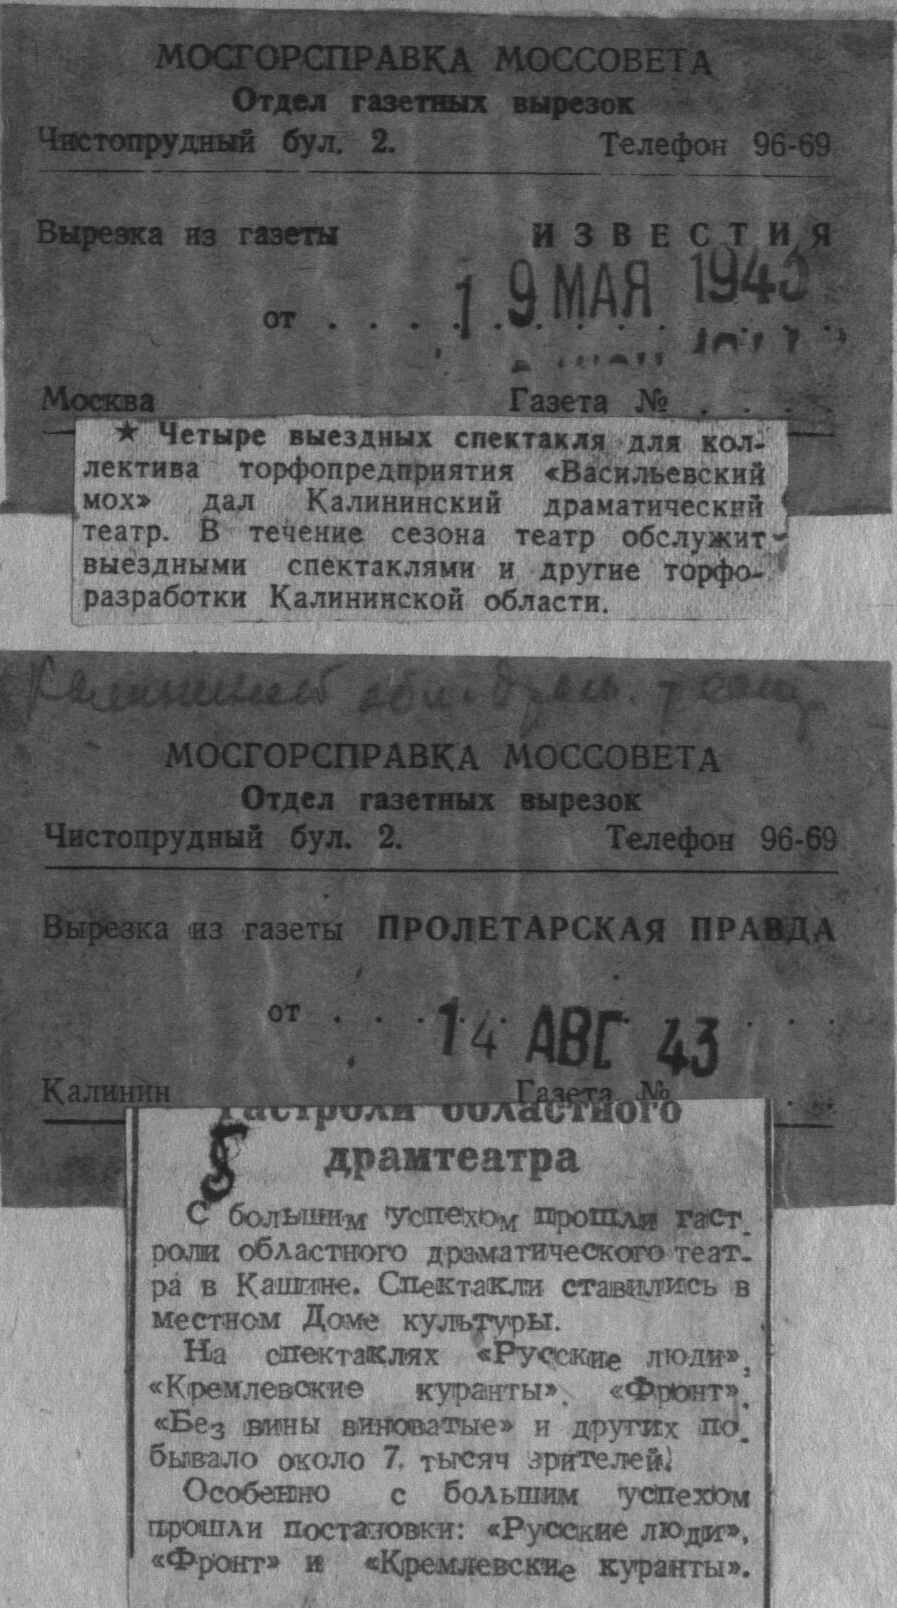 МОСГОРСПРАВКА МОССОВЕТА
Отдел газетных вырезок
Чистопрудный бул. 2. Телефон 96-69
Вырезка из газеты ИЗВЕСТИЯ
от . . . . . . . . .
19 МАЯ 1943
Москва Газета № . . . .
★ Четыре выездных спектакля для кол-
лектива торфопредприятия «Васильевский
мох» дал Калининский драматический
театр. В течение сезона театр обслужит
выездными спектаклями и другие торфо-
разработки Калининской области.
Калининский обл. драм. театр
МОСГОРСПРАВКА МОССОВЕТА
Отдел газетных вырезок
Чистопрудный бул. 2. Телефон 96-69
Вырезка из газеты ПРОЛЕТАРСКАЯ ПРАВДА
от . . . 14 АВГ 43 . . .
Калинин Газета № . . .
Гастроли областного
драмтеатра
С большим успехом прошли гаст-
роли областного драматического теат-
ра в Кашине. Спектакли ставились в
местном Доме культуры.
На спектаклях «Русские люди»,
«Кремлевские куранты», «Фронт»,
«Без вины виноватые» и других по-
бывало около 7 тысяч зрителей.
Особенно с большим успехом
прошли постановки: «Русские люди»,
«Фронт» и «Кремлевские куранты».